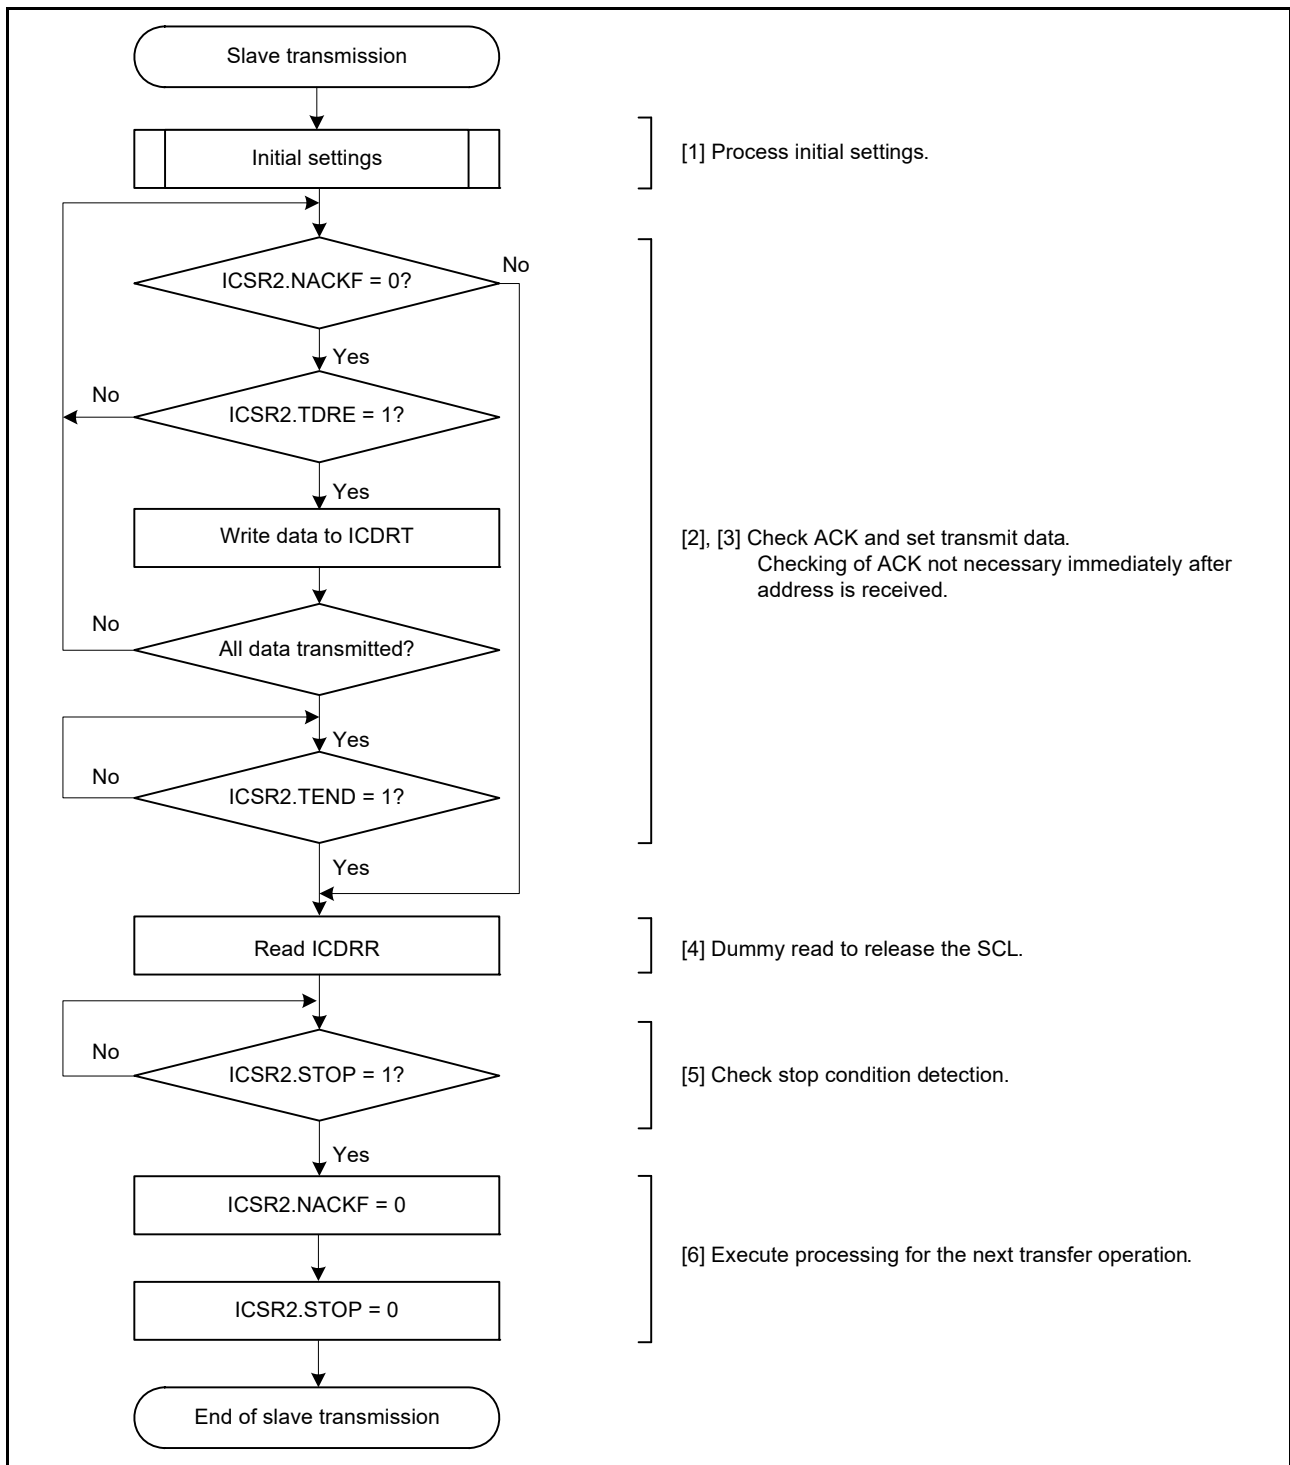 Slave transmission
Initial settings
[1] Process initial settings.
ICSR2.NACKF = 0?
No
Yes
No
ICSR2.TDRE = 1?
Yes
Write data to ICDRT
[2], [3] Check ACK and set transmit data.
Checking of ACK not necessary immediately after
address is received.
No
All data transmitted?
Yes
No
ICSR2.TEND = 1?
Yes
Read ICDRR
[4] Dummy read to release the SCL.
No
ICSR2.STOP = 1?
[5] Check stop condition detection.
Yes
ICSR2.NACKF = 0
[6] Execute processing for the next transfer operation.
ICSR2.STOP = 0
End of slave transmission